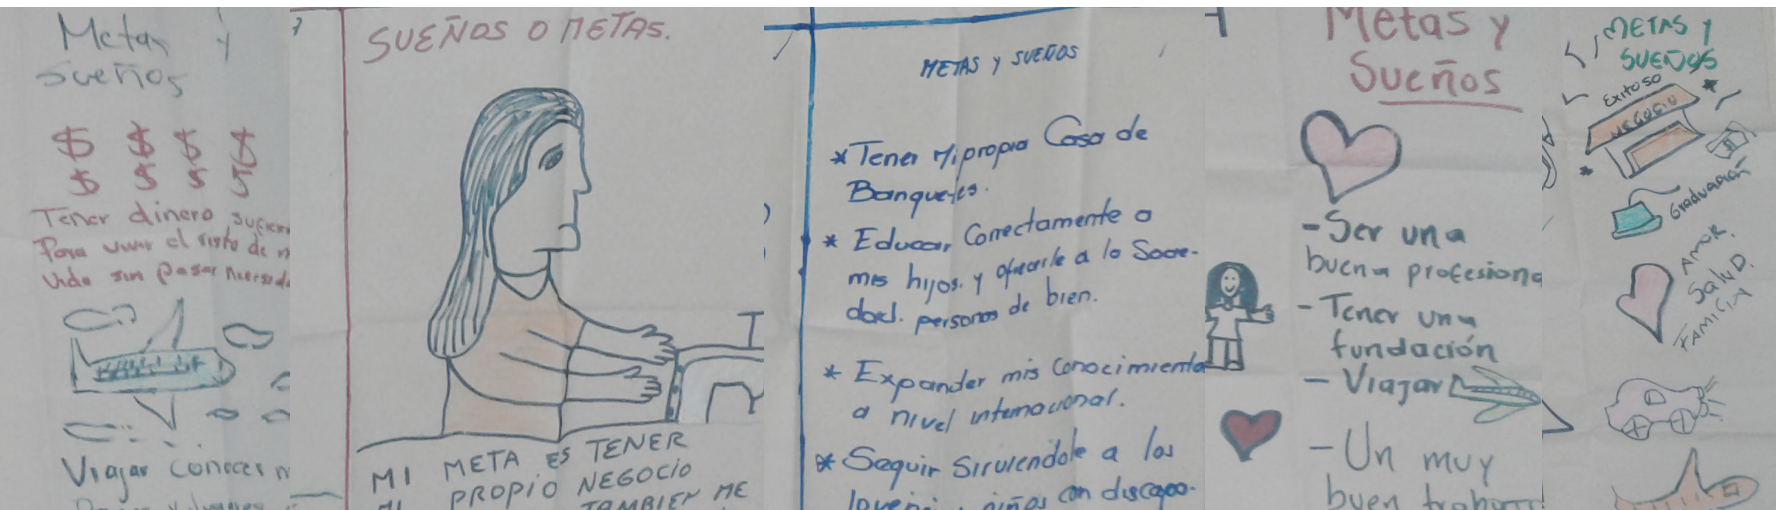 Metas y
Sueños
$ $ $ $
$ $ $ $
Tener dinero
Para vivir el resto de
vida sin pasar
Viajar conocer
SUEÑOS O METAS.
MI META ES TENER
MI PROPIO NEGOCIO
TAMBIEN ME
METAS y SUEÑOS
* Tener Mi propia Casa de
Banquetes.
* Educar Correctamente a
mis hijos. y ofrecerle a la Socie-
dad. personas de bien.
* Expander mis Conocimiento
a nivel internacional.
* Seguir Sirviendole a los
niños con discapa-
Metas y
Sueños
- Ser una
buena profesiona
- Tener una
fundación
- Viajar
- Un muy
buen trabajo
METAS Y
SUEÑOS
Exitoso
NEGOCIO
Graduación
AMOR.
SALUD.
FAMILIA